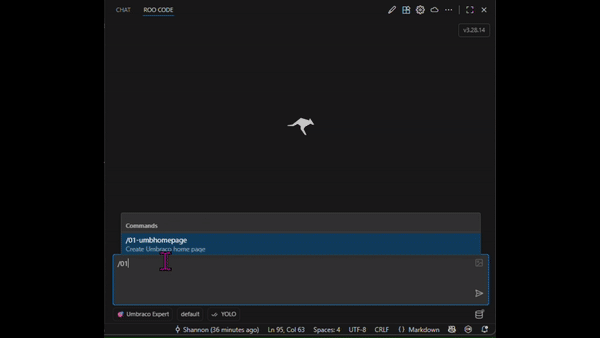 CHAT ROO CODE
v3.28.14
Commands
/01-umbhomepage
Create Umbraco home page
/01
Umbraco Expert default YOLO
Shannon (36 minutes ago) Ln 95, Col 63 Spaces: 4 UTF-8 CRLF {} Markdown